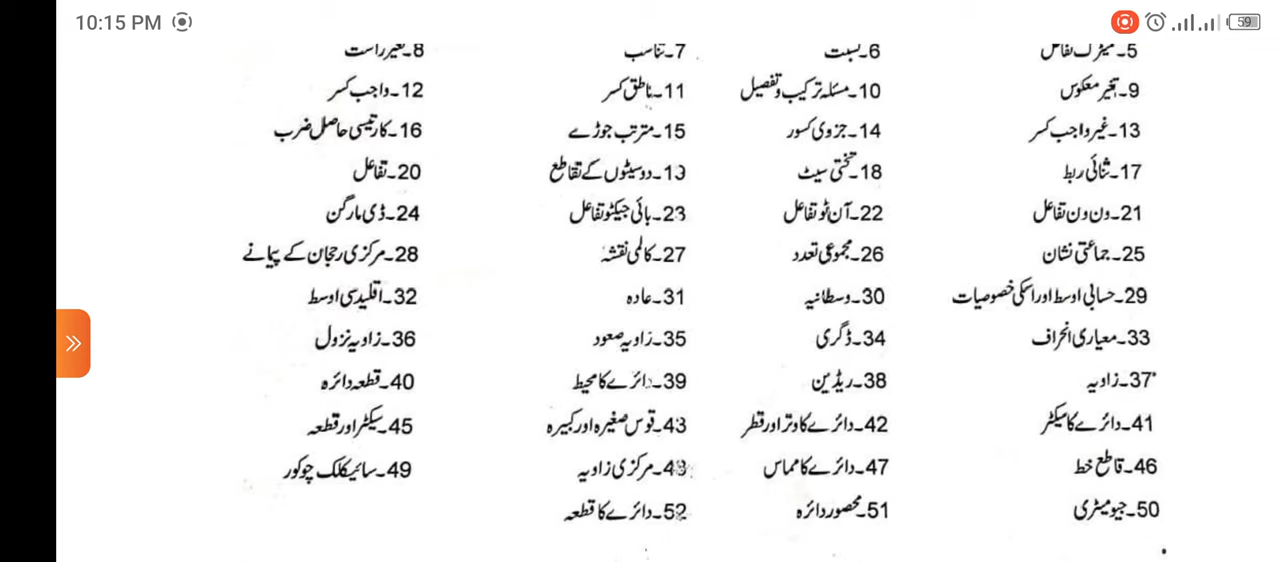 10:15 PM 59
5۔میٹرک تفاعل 6۔نسبت 7۔تناسب 8۔تغیر راست
9۔تغیر معکوس 10۔مسئلہ ترکیب و تفصیل 11۔ناطق کسر 12۔واجب کسر
13۔غیر واجب کسر 14۔جزوی کسور 15۔مترتب جوڑے 16۔کارتیسی حاصل ضرب
17۔ثنائی ربط 18۔تحتی سیٹ 19۔دوسیٹوں کے تقاطع 20۔تفاعل
21۔ون ون تفاعل 22۔آن ٹو تفاعل 23۔بائی جیکٹو تفاعل 24۔ڈی مارگن
25۔جماعتی نشان 26۔مجموعی تعدد 27۔کالمی نقشہ 28۔مرکزی رجحان کے پیمانے
29۔حسابی اوسط اور اسکی خصوصیات 30۔وسطانیہ 31۔عادہ 32۔اقلیدسی اوسط
33۔معیاری انحراف 34۔ڈگری 35۔زاویہ صعود 36۔زاویہ نزول
37۔زاویہ 38۔ریڈین 39۔دائرے کا محیط 40۔قطعہ دائرہ
41۔دائرے کا سیکٹر 42۔دائرے کا وتر اور قطر 43۔قوس صغیرہ اور کبیرہ 45۔سیکٹر اور قطعہ
46۔قاطع خط 47۔دائرے کا مماس 48۔مرکزی زاویہ 49۔سائیکلک چوکور
50۔جیومیٹری 51۔محصور دائرہ 52۔دائرے کا قطعہ